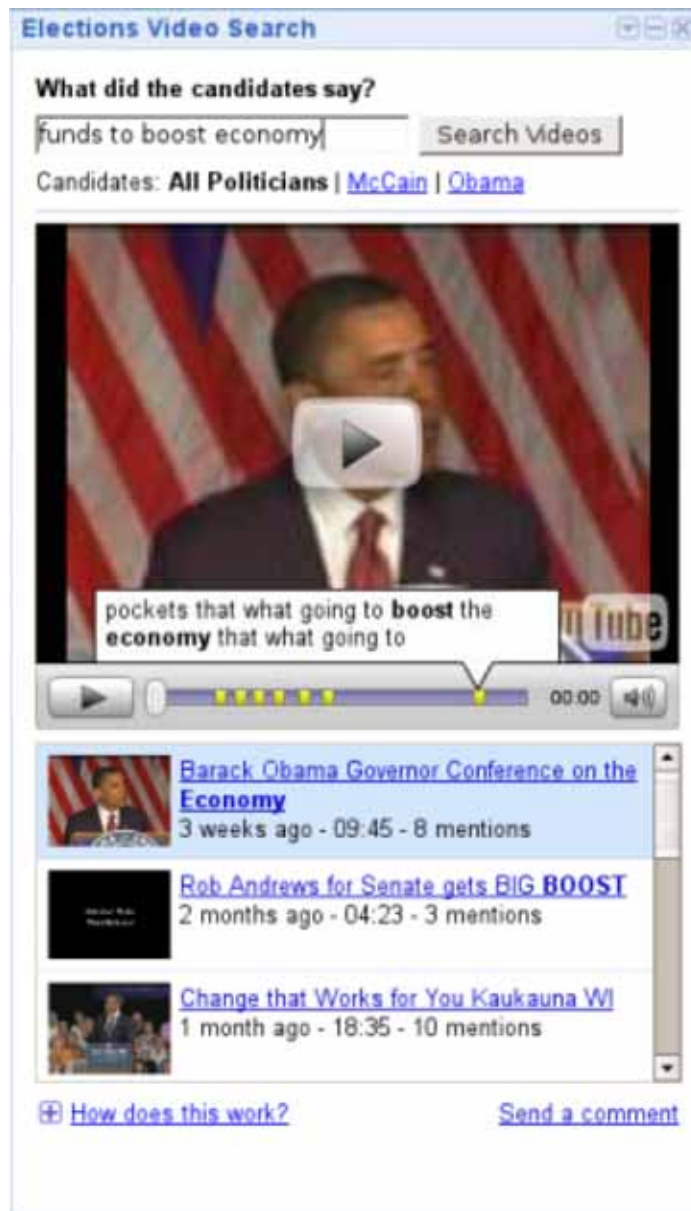 Elections Video Search
What did the candidates say?
funds to boost economy
Search Videos
Candidates: All Politicians | McCain | Obama
pockets that what going to boost the
economy that what going to
Tube
00:00
Barack Obama Governor Conference on the
Economy
3 weeks ago - 09:45 - 8 mentions
Rob Andrews for Senate gets BIG BOOST
2 months ago - 04:23 - 3 mentions
Change that Works for You Kaukauna WI
1 month ago - 18:35 - 10 mentions
How does this work?
Send a comment